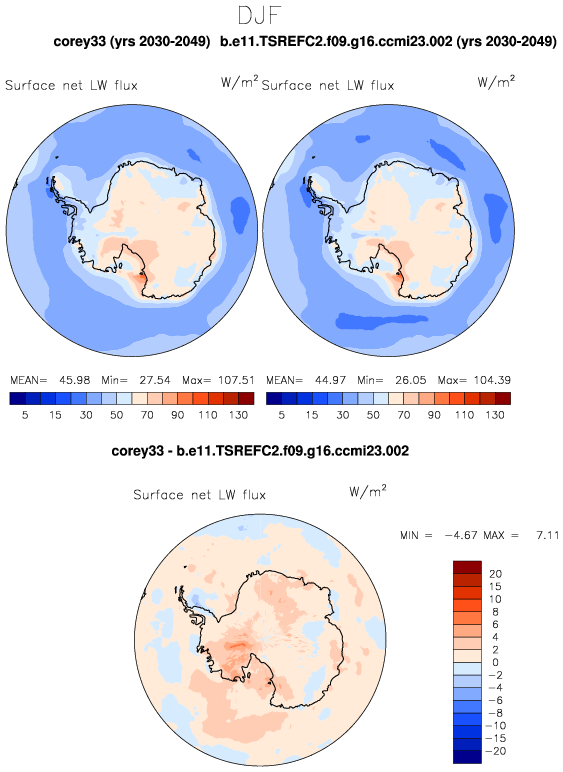 DJF
corey33 (yrs 2030-2049) b.e11.TSREFC2.f09.g16.ccmi23.002 (yrs 2030-2049)
Surface net LW flux W/m² Surface net LW flux W/m²
MEAN= 45.98 Min= 27.54 Max= 107.51 MEAN= 44.97 Min= 26.05 Max= 104.39
5 15 30 50 70 90 110 130 5 15 30 50 70 90 110 130
corey33 - b.e11.TSREFC2.f09.g16.ccmi23.002
Surface net LW flux W/m²
MIN = -4.67 MAX = 7.11
20
15
10
8
6
4
2
0
-2
-4
-6
-8
-10
-15
-20